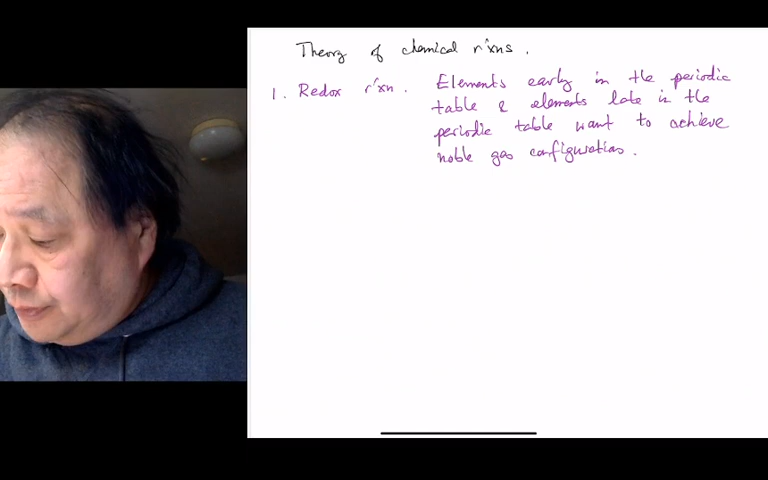 Theory of chemical r'xns.
1. Redox r'xn. Elements early in the periodic
table & elements late in the
periodic table want to achieve
noble gas configurations.